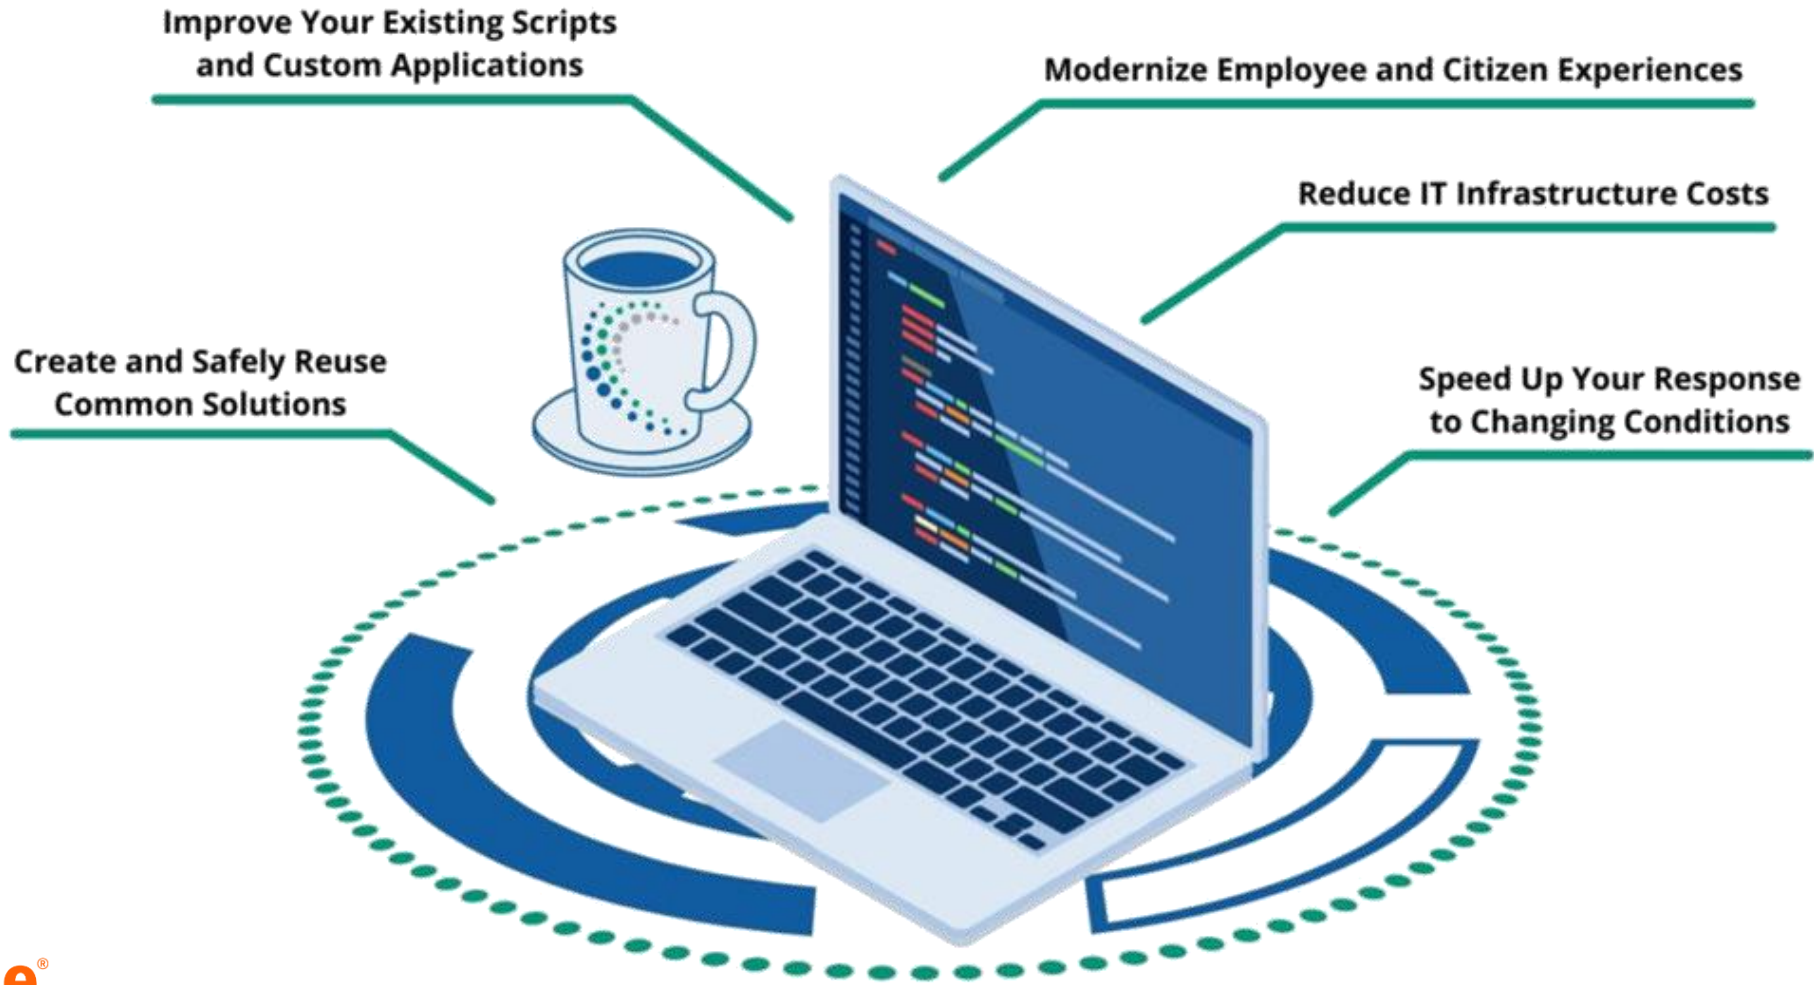 Improve Your Existing Scripts
and Custom Applications
Modernize Employee and Citizen Experiences
Reduce IT Infrastructure Costs
Create and Safely Reuse
Common Solutions
Speed Up Your Response
to Changing Conditions
e®